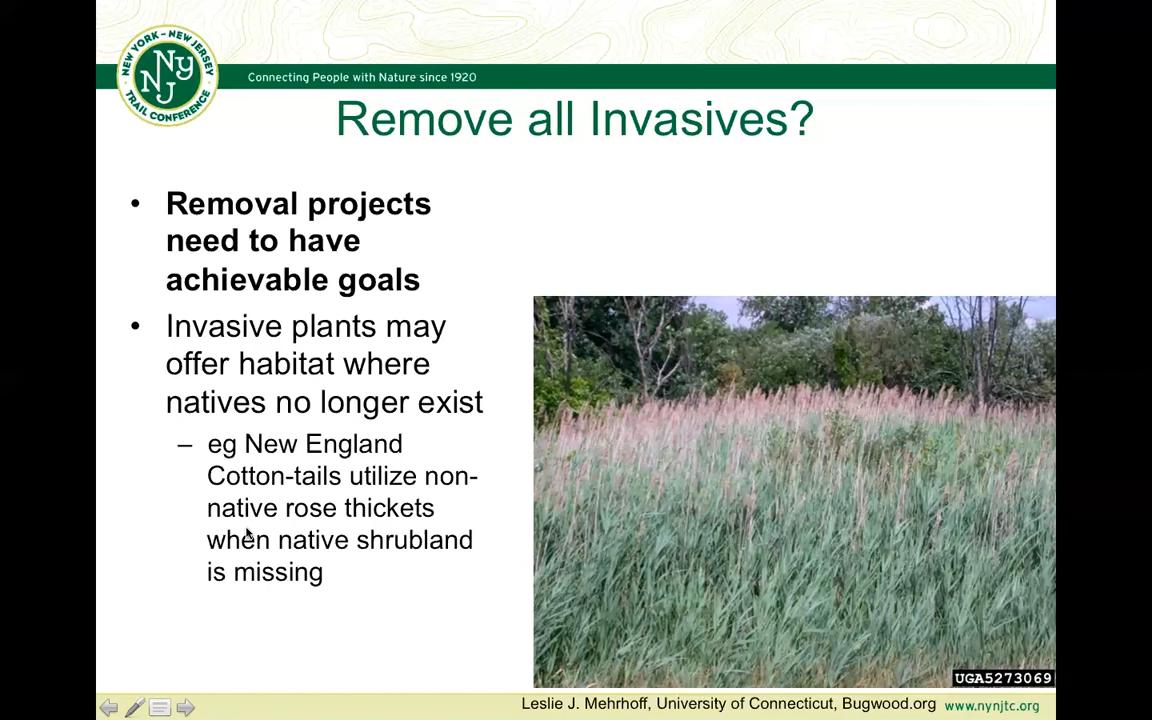 NEW YORK - NEW JERSEY
NY
NJ
TRAIL CONFERENCE
Connecting People with Nature since 1920
Remove all Invasives?
• Removal projects
need to have
achievable goals
• Invasive plants may
offer habitat where
natives no longer exist
– eg New England
Cotton-tails utilize non-
native rose thickets
when native shrubland
is missing
UGA5273069
Leslie J. Mehrhoff, University of Connecticut, Bugwood.org
www.nynjtc.org